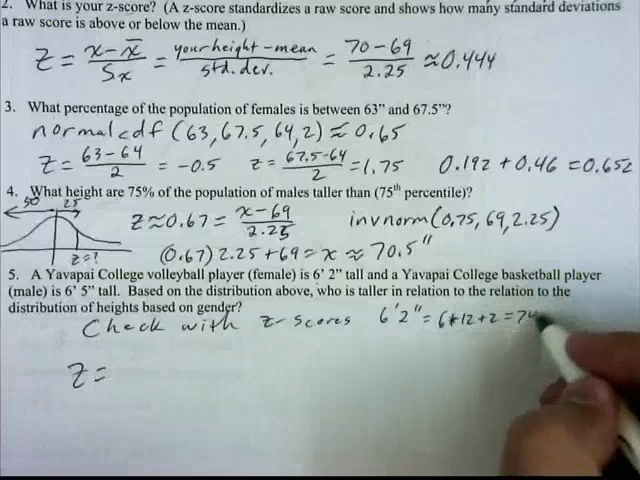 2. What is your z-score? (A z-score standardizes a raw score and shows how many standard deviations
a raw score is above or below the mean.)
Z = (x - x̄)/Sx = (your height - mean)/(std. dev.) = (70 - 69)/2.25 ≈ 0.444
3. What percentage of the population of females is between 63" and 67.5"?
normalcdf (63, 67.5, 64, 2) ≈ 0.65
Z = (63 - 64)/2 = -0.5 z = (67.5 - 64)/2 = 1.75 0.192 + 0.46 = 0.652
4. What height are 75% of the population of males taller than (75th percentile)?
50 25
Z ≈ 0.67 = (x - 69)/2.25 invnorm(0.75, 69, 2.25)
z = ?
(0.67) 2.25 + 69 = x ≈ 70.5"
5. A Yavapai College volleyball player (female) is 6' 2" tall and a Yavapai College basketball player
(male) is 6' 5" tall. Based on the distribution above, who is taller in relation to the relation to the
distribution of heights based on gender?
Check with z-scores 6'2" = 6*12+2 = 74
Z =